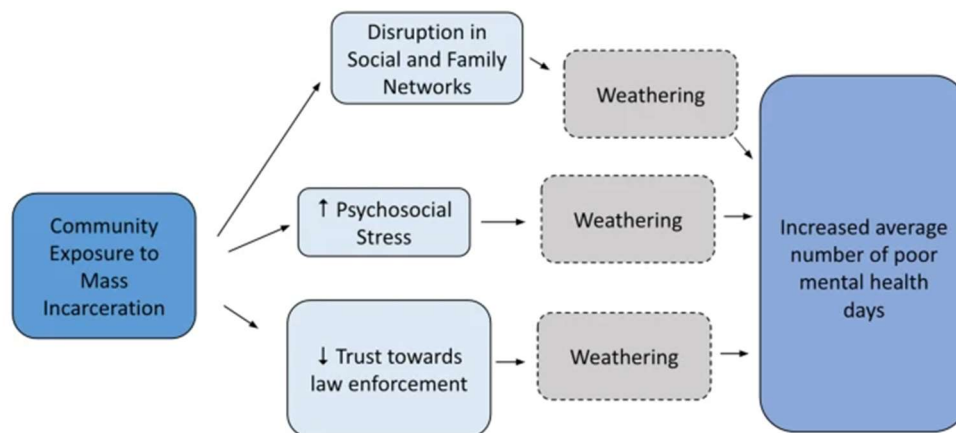 Disruption in
Social and Family
Networks
Weathering
Community
Exposure to
Mass
Incarceration
↑ Psychosocial
Stress
Weathering
Increased average
number of poor
mental health
days
↓ Trust towards
law enforcement
Weathering